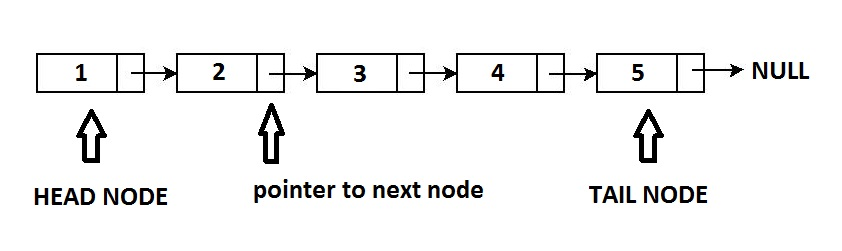 1 2 3 4 5 NULL
HEAD NODE pointer to next node TAIL NODE